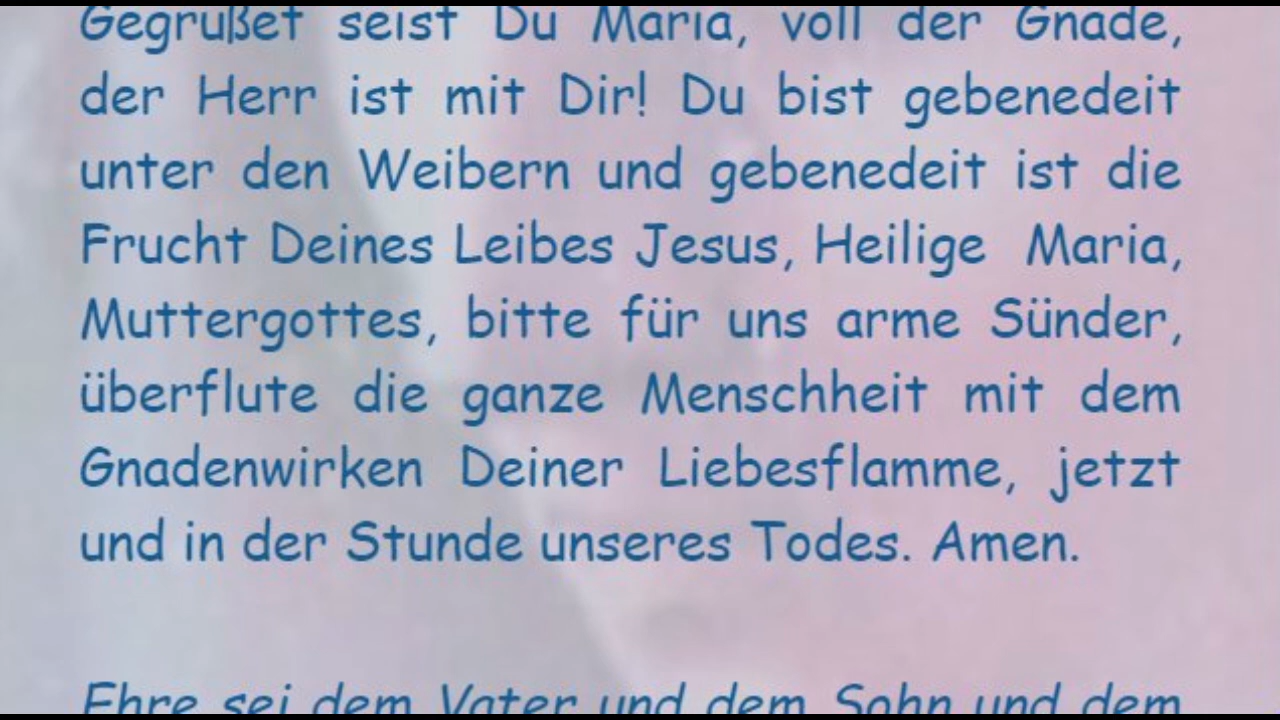 Gegrüßet seist Du Maria, voll der Gnade,
der Herr ist mit Dir! Du bist gebenedeit
unter den Weibern und gebenedeit ist die
Frucht Deines Leibes Jesus, Heilige Maria,
Muttergottes, bitte für uns arme Sünder,
überflute die ganze Menschheit mit dem
Gnadenwirken Deiner Liebesflamme, jetzt
und in der Stunde unseres Todes. Amen.
Ehre sei dem Vater und dem Sohn und dem